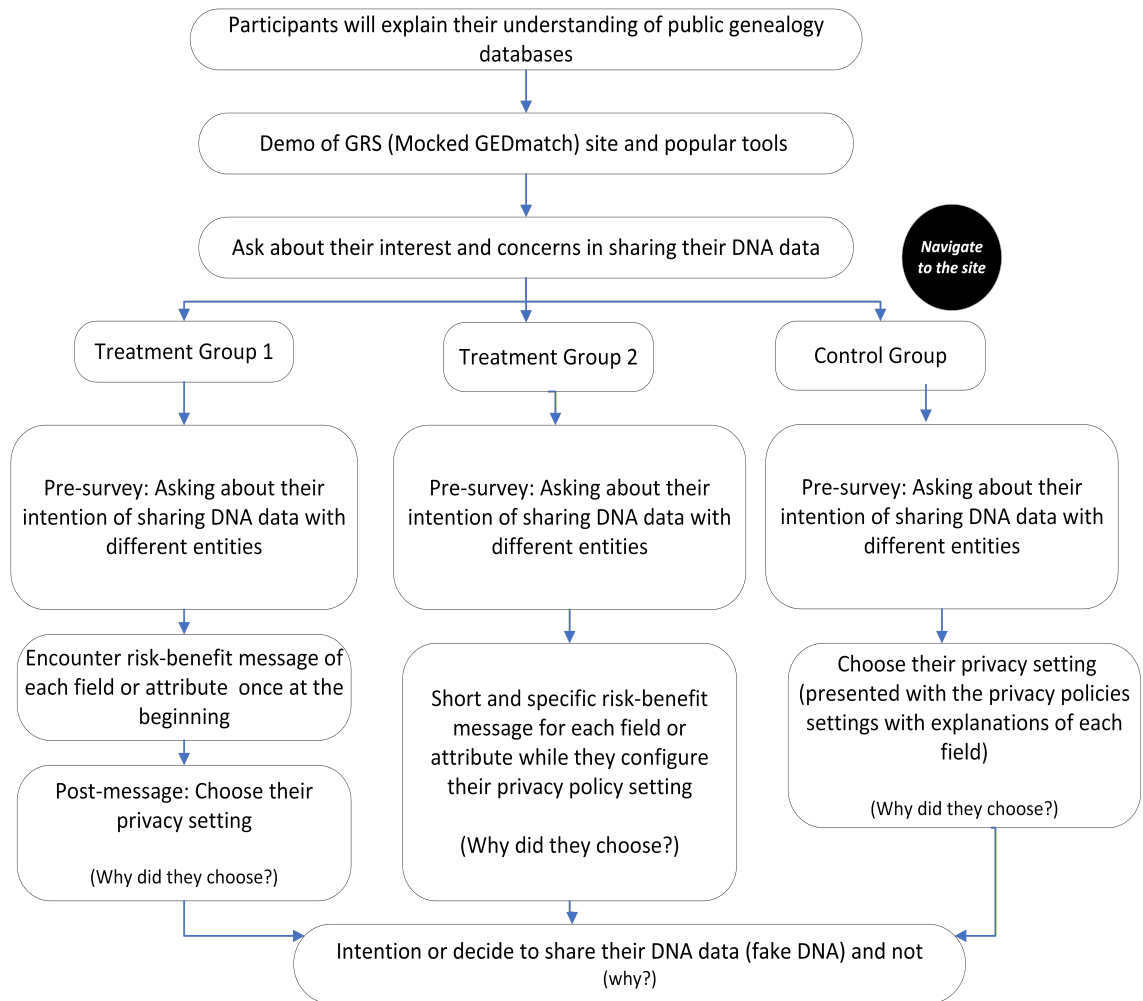 Participants will explain their understanding of public genealogy
databases
Demo of GRS (Mocked GEDmatch) site and popular tools
Ask about their interest and concerns in sharing their DNA data
Navigate
to the site
Treatment Group 1
Treatment Group 2
Control Group
Pre-survey: Asking about their
intention of sharing DNA data with
different entities
Pre-survey: Asking about their
intention of sharing DNA data with
different entities
Pre-survey: Asking about their
intention of sharing DNA data with
different entities
Encounter risk-benefit message of
each field or attribute once at the
beginning
Post-message: Choose their
privacy setting
(Why did they choose?)
Short and specific risk-benefit
message for each field or
attribute while they configure
their privacy policy setting
(Why did they choose?)
Choose their privacy setting
(presented with the privacy policies
settings with explanations of each
field)
(Why did they choose?)
Intention or decide to share their DNA data (fake DNA) and not
(why?)